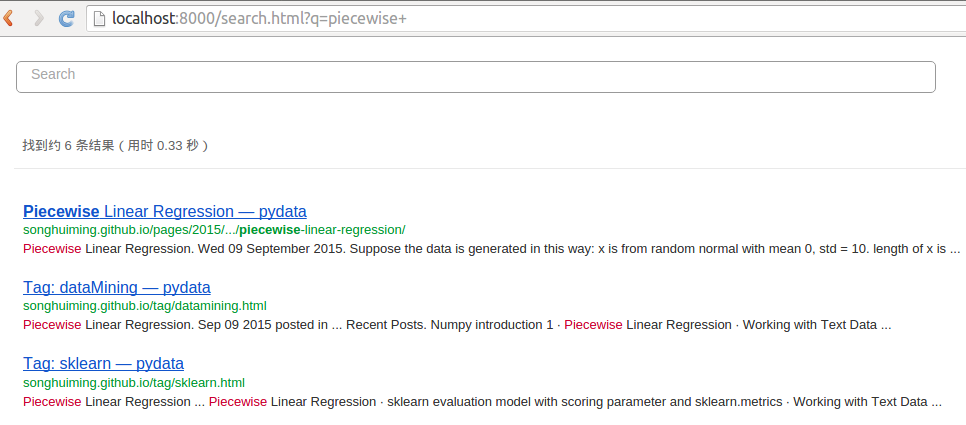 localhost:8000/search.html?q=piecewise+
Search
找到约 6 条结果（用时 0.33 秒）
Piecewise Linear Regression — pydata
songhuiming.github.io/pages/2015/.../piecewise-linear-regression/
Piecewise Linear Regression. Wed 09 September 2015. Suppose the data is generated in this way: x is from random normal with mean 0, std = 10. length of x is ...
Tag: dataMining — pydata
songhuiming.github.io/tag/datamining.html
Piecewise Linear Regression. Sep 09 2015 posted in ... Recent Posts. Numpy introduction 1 · Piecewise Linear Regression · Working with Text Data ...
Tag: sklearn — pydata
songhuiming.github.io/tag/sklearn.html
Piecewise Linear Regression ... Piecewise Linear Regression · sklearn evaluation model with scoring parameter and sklearn.metrics · Working with Text Data ...